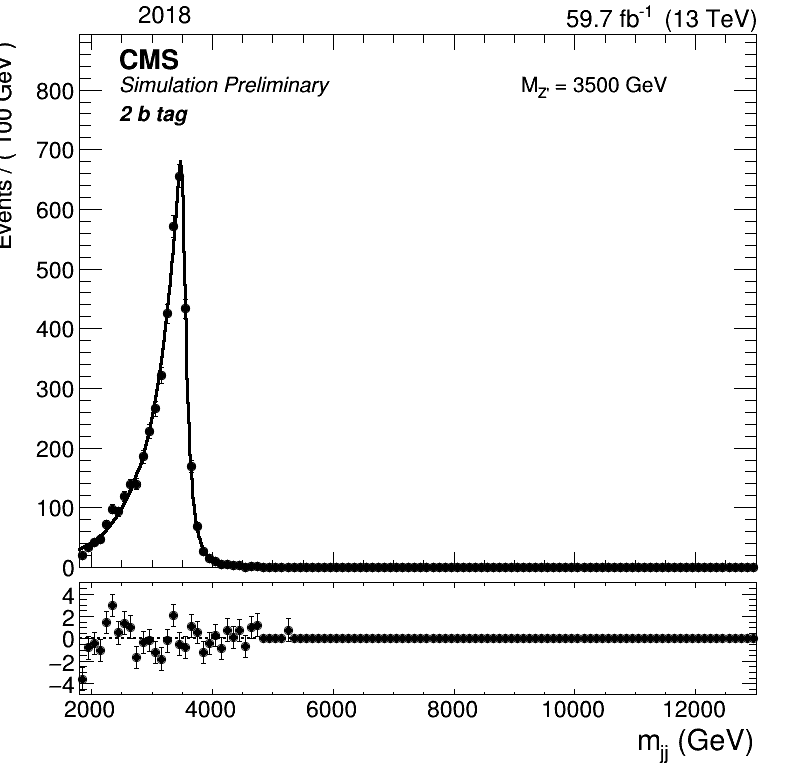 2018
59.7 fb-1 (13 TeV)
CMS
Simulation Preliminary
2 b tag
MZ' = 3500 GeV
Events / ( 100 GeV )
800
700
600
500
400
300
200
100
0
4
2
0
−2
−4
2000 4000 6000 8000 10000 12000
mjj (GeV)